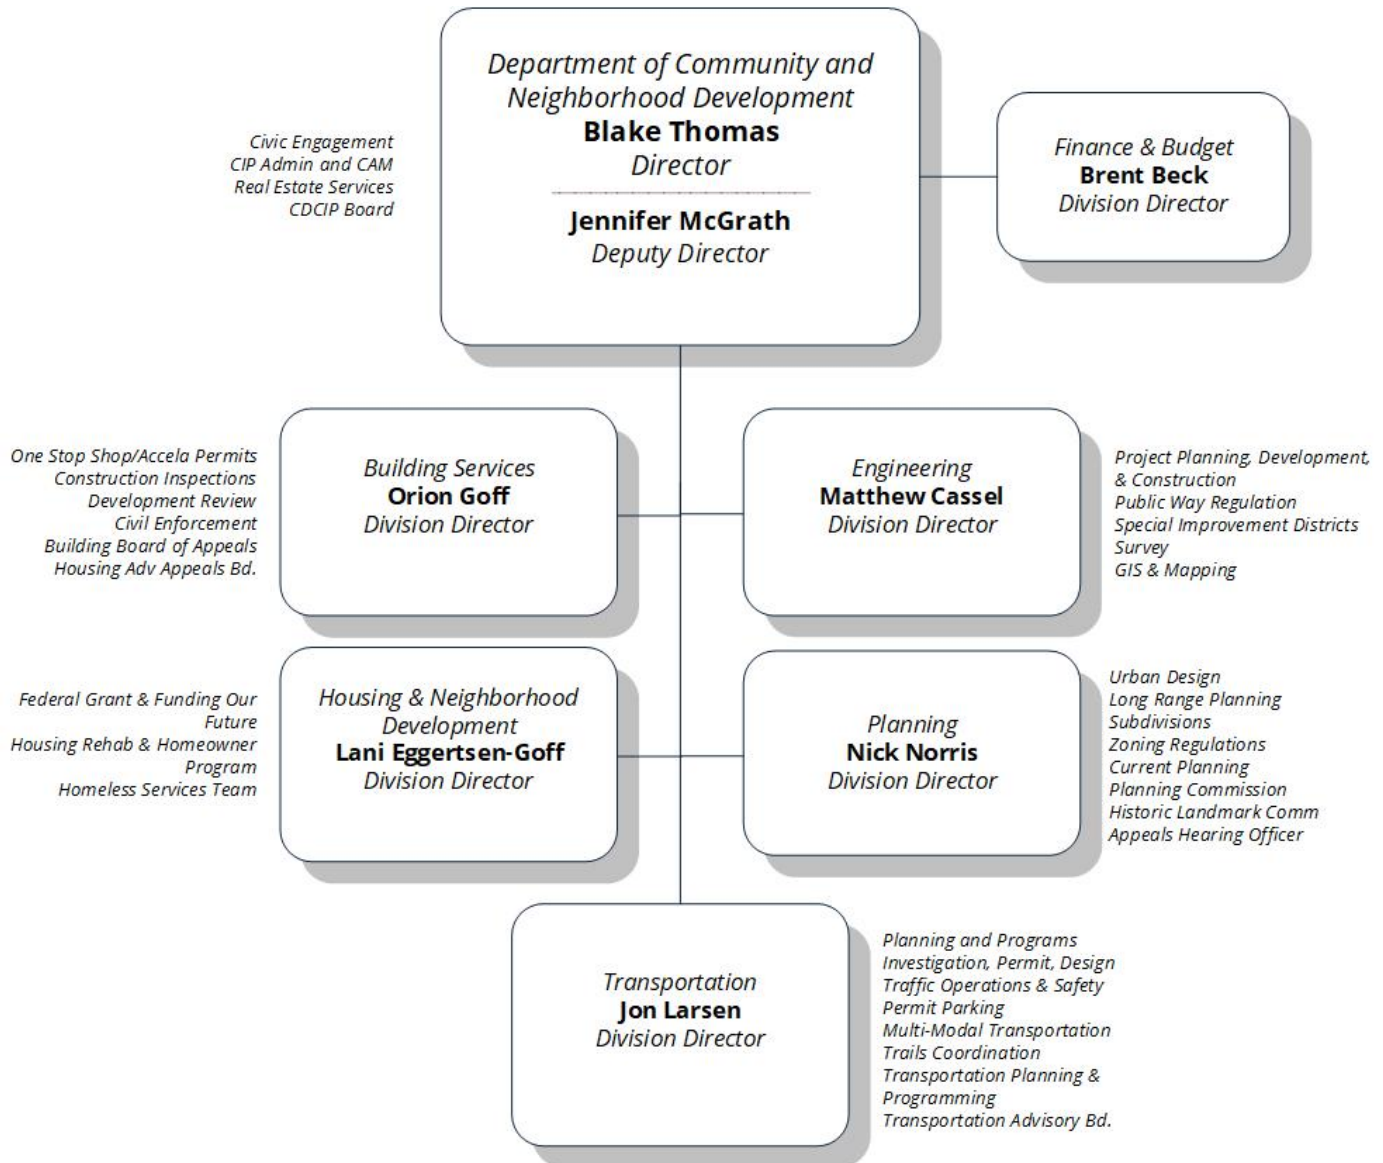 Department of Community and
Neighborhood Development
Blake Thomas
Director
Jennifer McGrath
Deputy Director
Civic Engagement
CIP Admin and CAM
Real Estate Services
CDCIP Board
Finance & Budget
Brent Beck
Division Director
One Stop Shop/Accela Permits
Construction Inspections
Development Review
Civil Enforcement
Building Board of Appeals
Housing Adv Appeals Bd.
Building Services
Orion Goff
Division Director
Engineering
Matthew Cassel
Division Director
Project Planning, Development,
& Construction
Public Way Regulation
Special Improvement Districts
Survey
GIS & Mapping
Federal Grant & Funding Our
Future
Housing Rehab & Homeowner
Program
Homeless Services Team
Housing & Neighborhood
Development
Lani Eggertsen-Goff
Division Director
Planning
Nick Norris
Division Director
Urban Design
Long Range Planning
Subdivisions
Zoning Regulations
Current Planning
Planning Commission
Historic Landmark Comm
Appeals Hearing Officer
Transportation
Jon Larsen
Division Director
Planning and Programs
Investigation, Permit, Design
Traffic Operations & Safety
Permit Parking
Multi-Modal Transportation
Trails Coordination
Transportation Planning &
Programming
Transportation Advisory Bd.